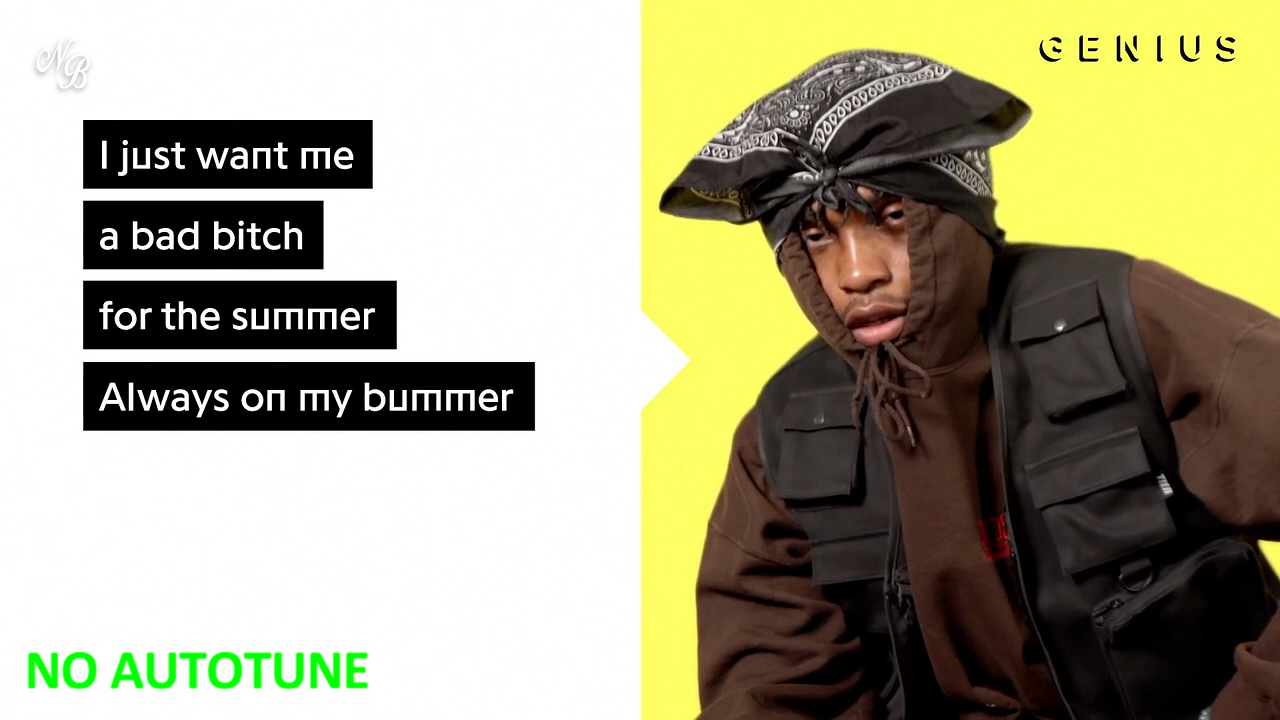 NB
GENIUS
I just want me
a bad bitch
for the summer
Always on my bummer
NO AUTOTUNE